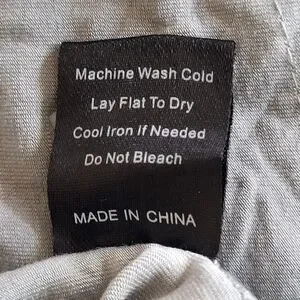 Machine Wash Cold
Lay Flat To Dry
Cool Iron If Needed
Do Not Bleach
MADE IN CHINA